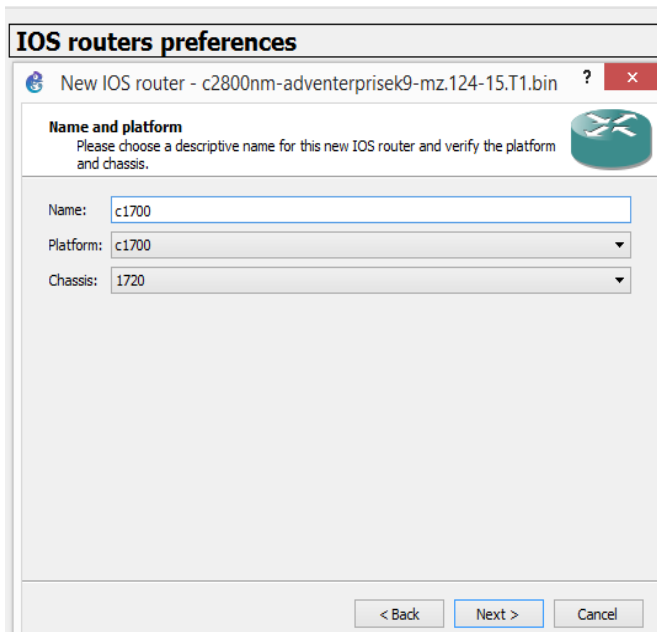 IOS routers preferences
New IOS router - c2800nm-adventerprisek9-mz.124-15.T1.bin ? ×
Name and platform
Please choose a descriptive name for this new IOS router and verify the platform
and chassis.
Name: c1700
Platform: c1700
Chassis: 1720
< Back Next > Cancel